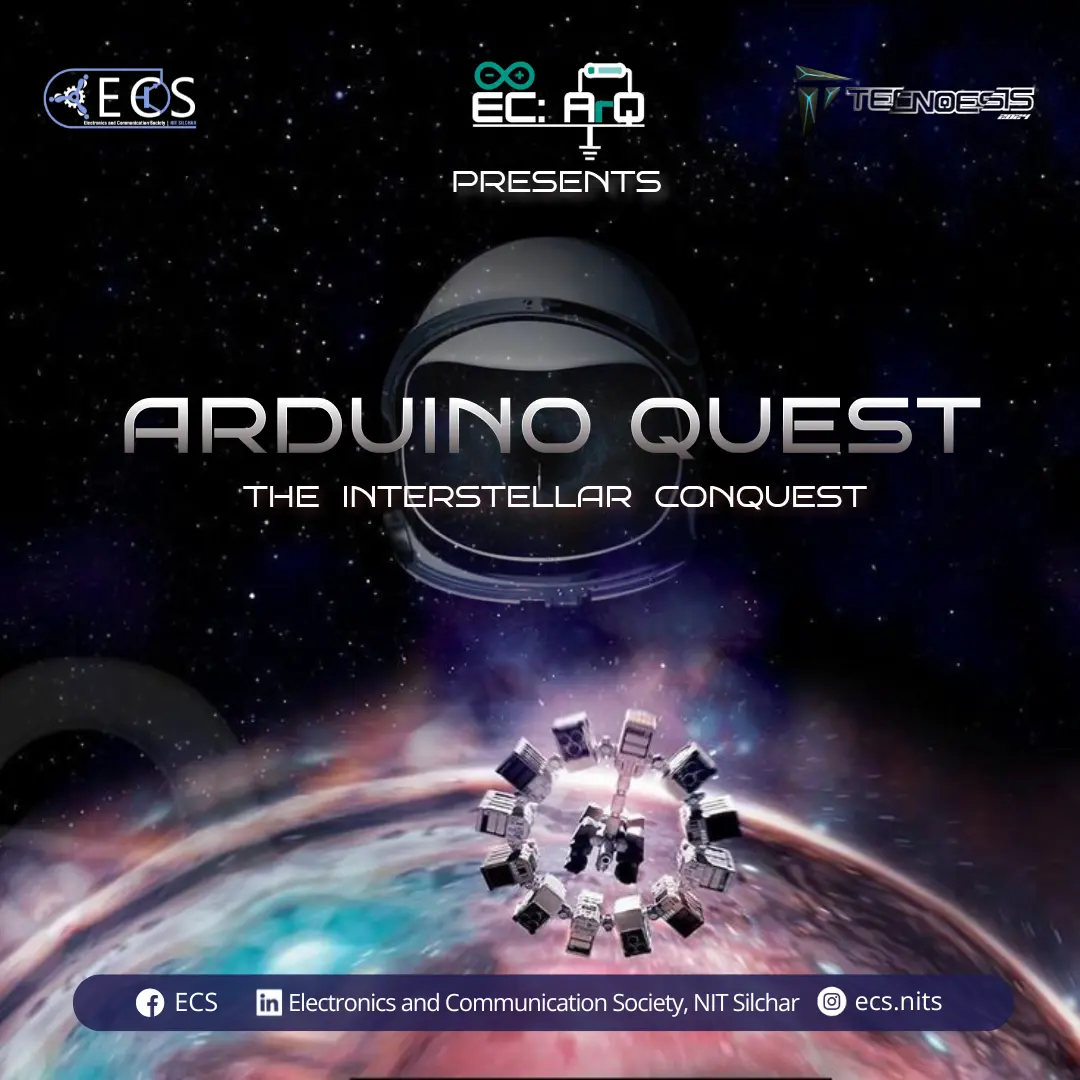 ECS
Electronics and Communication Society | NIT SILCHAR
EC: ArQ
TECNOESIS
2024
PRESENTS
ARDUINO QUEST
THE INTERSTELLAR CONQUEST
ECS Electronics and Communication Society, NIT Silchar ecs.nits